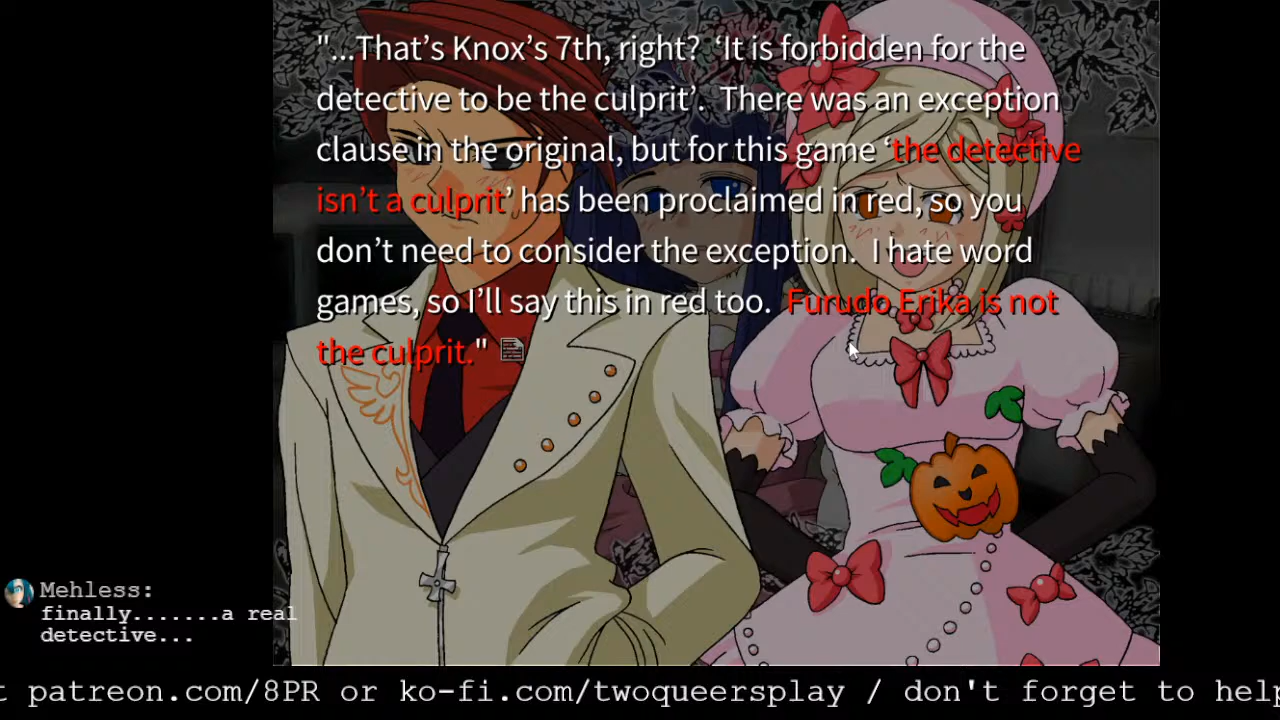 "...That’s Knox’s 7th, right?  ‘It is forbidden for the
detective to be the culprit’.  There was an exception
clause in the original, but for this game ‘the detective
isn’t a culprit’ has been proclaimed in red, so you
don’t need to consider the exception.  I hate word
games, so I’ll say this in red too.  Furudo Erika is not
the culprit."
Mehless:
finally.......a real
detective...
t patreon.com/8PR or ko-fi.com/twoqueersplay / don't forget to help